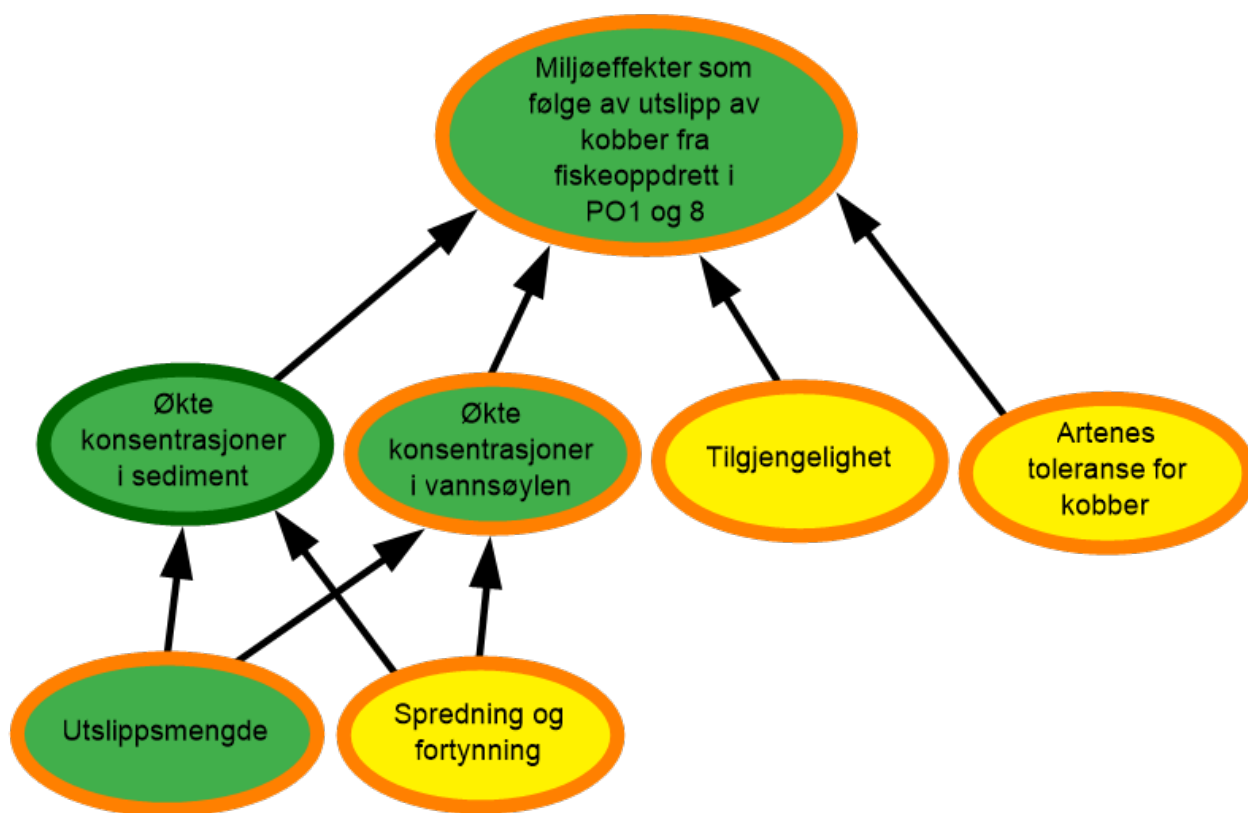 Miljøeffekter som
følge av utslipp av
kobber fra
fiskeoppdrett i
PO1 og 8
Økte
konsentrasjoner
i sediment
Økte
konsentrasjoner
i vannsøylen
Tilgjengelighet
Artenes
toleranse for
kobber
Utslippsmengde
Spredning og
fortynning